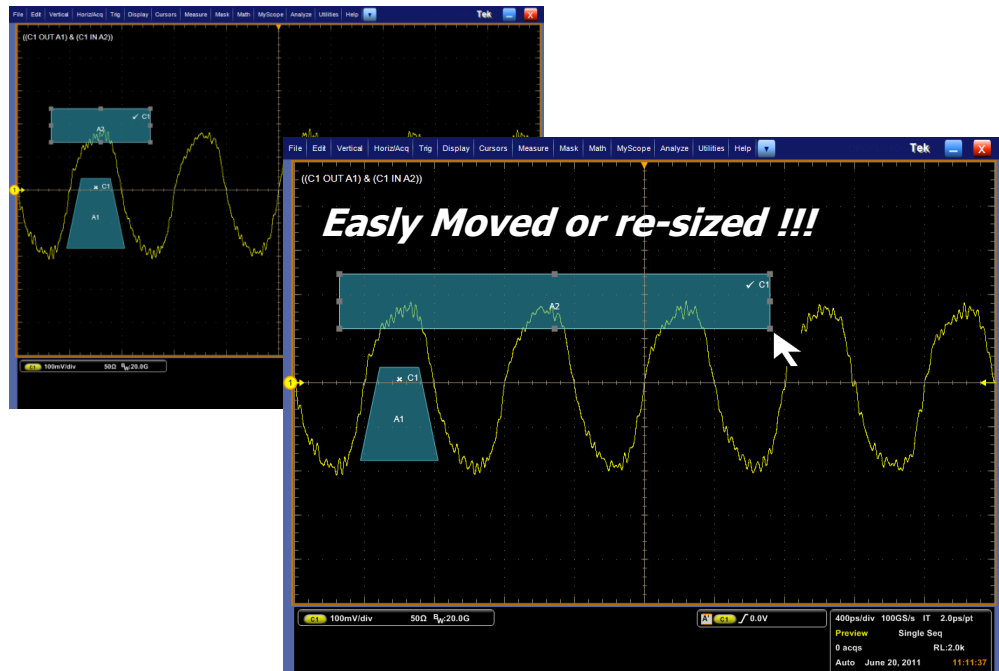 File Edit Vertical Horiz/Acq Trig Display Cursors Measure Mask Math MyScope Analyze Utilities Help Tek X
((C1 OUT A1) & (C1 IN A2))
✓ C1
A2
1
× C1
A1
C1 100mV/div 50Ω BW:20.0G
File Edit Vertical Horiz/Acq Trig Display Cursors Measure Mask Math MyScope Analyze Utilities Help Tek X
((C1 OUT A1) & (C1 IN A2))
Easly Moved or re-sized !!!
✓ C1
A2
1
× C1
A1
C1 100mV/div 50Ω BW:20.0G
A' C1 0.0V
400ps/div 100GS/s IT 2.0ps/pt
Preview Single Seq
0 acqs RL:2.0k
Auto June 20, 2011 11:11:37